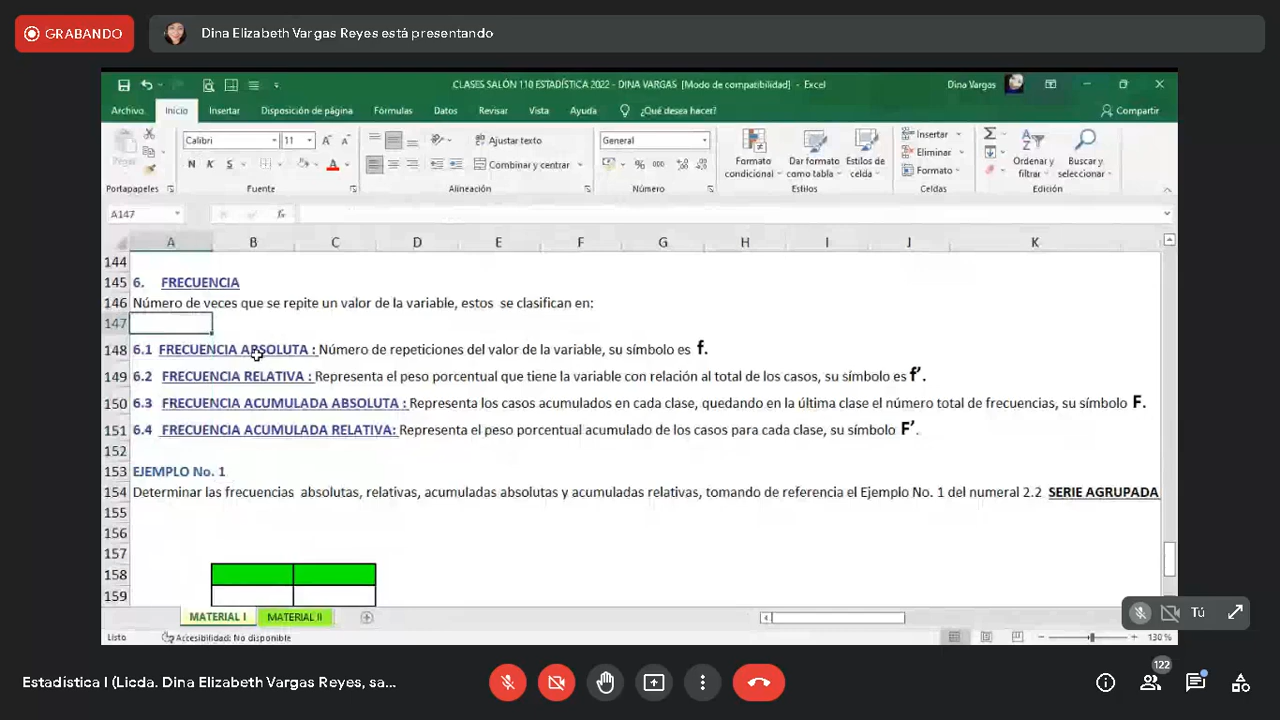 GRABANDO
Dina Elizabeth Vargas Reyes está presentando
CLASES SALÓN 110 ESTADÍSTICA 2022 - DINA VARGAS [Modo de compatibilidad] - Excel
Dina Vargas
Archivo Inicio Insertar Disposición de página Fórmulas Datos Revisar Vista Ayuda ¿Qué desea hacer? Compartir
Pegar
Calibri 11
N K S
Ajustar texto
Combinar y centrar
General
% 000
Formato condicional
Dar formato como tabla
Estilos de celda
Insertar
Eliminar
Formato
Ordenar y filtrar
Buscar y seleccionar
Portapapeles Fuente Alineación Número Estilos Celdas Edición
A147 fx
A B C D E F G H I J K
144
145 6. FRECUENCIA
146 Número de veces que se repite un valor de la variable, estos se clasifican en:
147
148 6.1 FRECUENCIA ABSOLUTA : Número de repeticiones del valor de la variable, su símbolo es f.
149 6.2 FRECUENCIA RELATIVA : Representa el peso porcentual que tiene la variable con relación al total de los casos, su símbolo es f’.
150 6.3 FRECUENCIA ACUMULADA ABSOLUTA : Representa los casos acumulados en cada clase, quedando en la última clase el número total de frecuencias, su símbolo F.
151 6.4 FRECUENCIA ACUMULADA RELATIVA: Representa el peso porcentual acumulado de los casos para cada clase, su símbolo F’.
152
153 EJEMPLO No. 1
154 Determinar las frecuencias absolutas, relativas, acumuladas absolutas y acumuladas relativas, tomando de referencia el Ejemplo No. 1 del numeral 2.2 SERIE AGRUPADA
155
156
157
158
159
MATERIAL I MATERIAL II
Listo Accesibilidad: No disponible 130 %
Tú
Estadística I (Licda. Dina Elizabeth Vargas Reyes, sa...
122